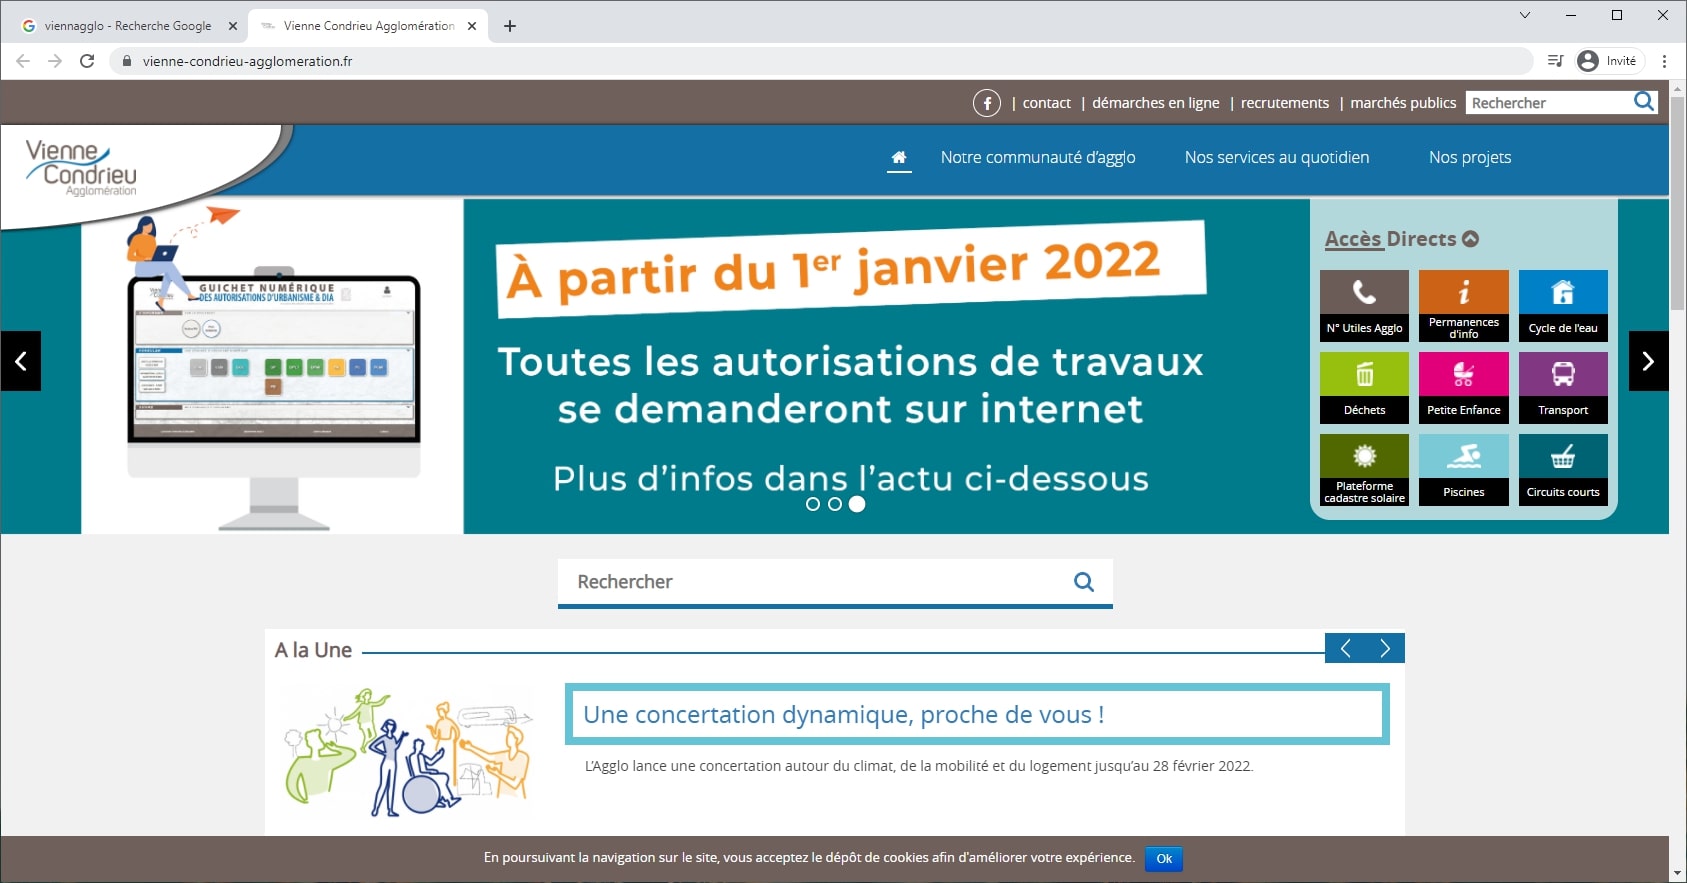 viennagglo - Recherche Google
Vienne Condrieu Agglomération
vienne-condrieu-agglomeration.fr
Invité
| contact | démarches en ligne | recrutements | marchés publics
Rechercher
Vienne
Condrieu
Agglomération
Notre communauté d'agglo
Nos services au quotidien
Nos projets
GUICHET NUMÉRIQUE
DES AUTORISATIONS D'URBANISME & DIA
À partir du 1er janvier 2022
Toutes les autorisations de travaux
se demanderont sur internet
Plus d'infos dans l'actu ci-dessous
Accès Directs
N° Utiles Agglo
Permanences
d'info
Cycle de l'eau
Déchets
Petite Enfance
Transport
Plateforme
cadastre solaire
Piscines
Circuits courts
Rechercher
A la Une
Une concertation dynamique, proche de vous !
L'Agglo lance une concertation autour du climat, de la mobilité et du logement jusqu'au 28 février 2022.
En poursuivant la navigation sur le site, vous acceptez le dépôt de cookies afin d'améliorer votre expérience.
Ok